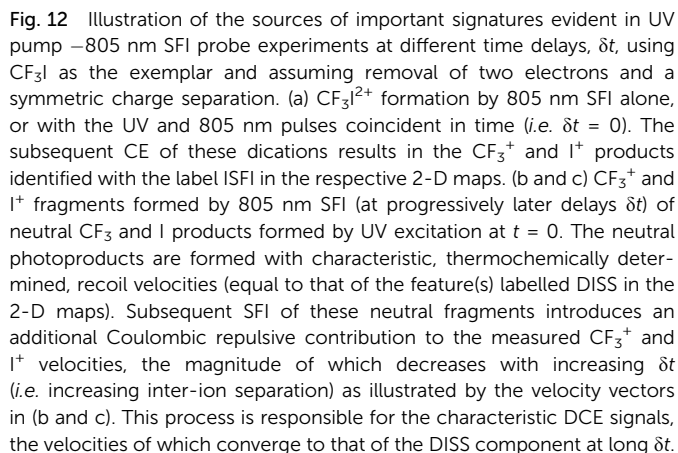 Fig. 12 Illustration of the sources of important signatures evident in UV
pump −805 nm SFI probe experiments at different time delays, δt, using
CF₃I as the exemplar and assuming removal of two electrons and a
symmetric charge separation. (a) CF₃I²⁺ formation by 805 nm SFI alone,
or with the UV and 805 nm pulses coincident in time (i.e. δt = 0). The
subsequent CE of these dications results in the CF₃⁺ and I⁺ products
identified with the label ISFI in the respective 2-D maps. (b and c) CF₃⁺ and
I⁺ fragments formed by 805 nm SFI (at progressively later delays δt) of
neutral CF₃ and I products formed by UV excitation at t = 0. The neutral
photoproducts are formed with characteristic, thermochemically deter-
mined, recoil velocities (equal to that of the feature(s) labelled DISS in the
2-D maps). Subsequent SFI of these neutral fragments introduces an
additional Coulombic repulsive contribution to the measured CF₃⁺ and
I⁺ velocities, the magnitude of which decreases with increasing δt
(i.e. increasing inter-ion separation) as illustrated by the velocity vectors
in (b and c). This process is responsible for the characteristic DCE signals,
the velocities of which converge to that of the DISS component at long δt.